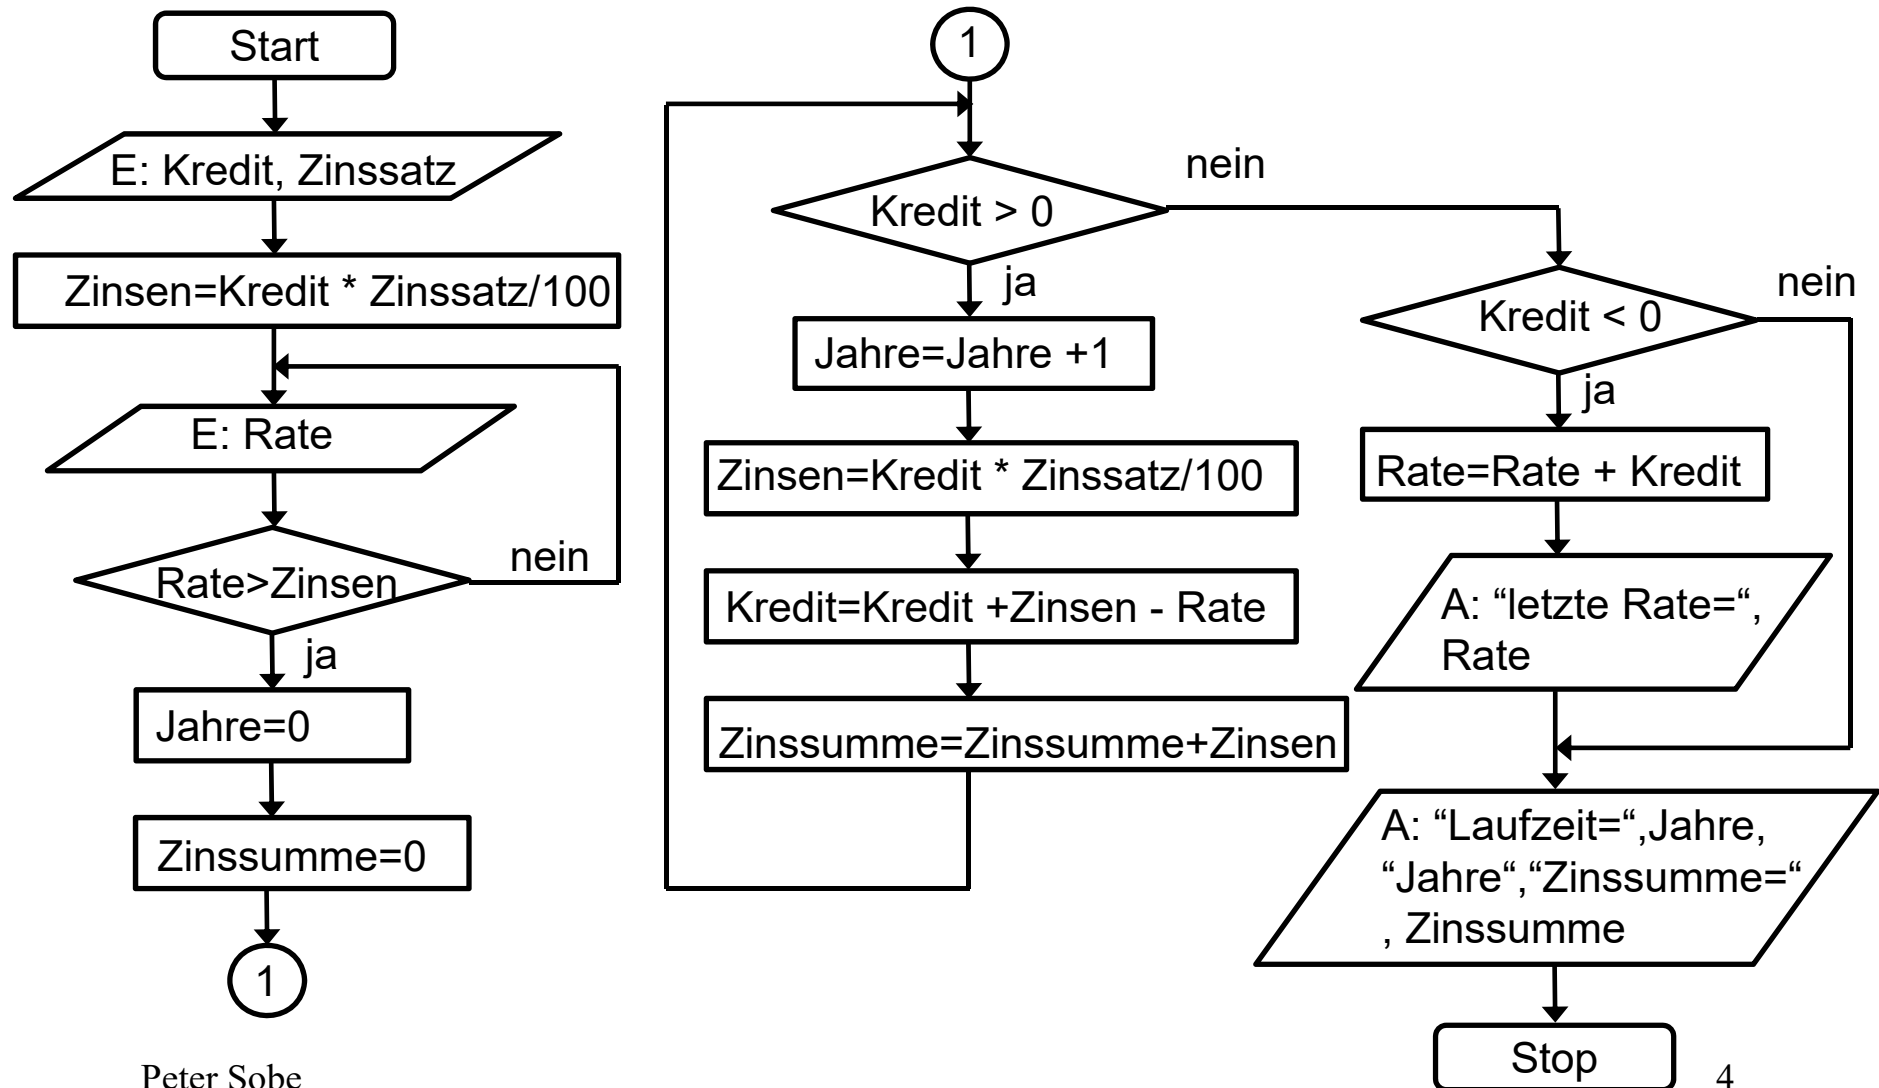 Start
E: Kredit, Zinssatz
Zinsen=Kredit * Zinssatz/100
E: Rate
Rate>Zinsen
nein
ja
Jahre=0
Zinssumme=0
1
1
Kredit > 0
nein
ja
Jahre=Jahre +1
Zinsen=Kredit * Zinssatz/100
Kredit=Kredit +Zinsen - Rate
Zinssumme=Zinssumme+Zinsen
Kredit < 0
nein
ja
Rate=Rate + Kredit
A: “letzte Rate=“,
Rate
A: “Laufzeit=“,Jahre,
“Jahre“,“Zinssumme=“
, Zinssumme
Stop
Peter Sobe
4